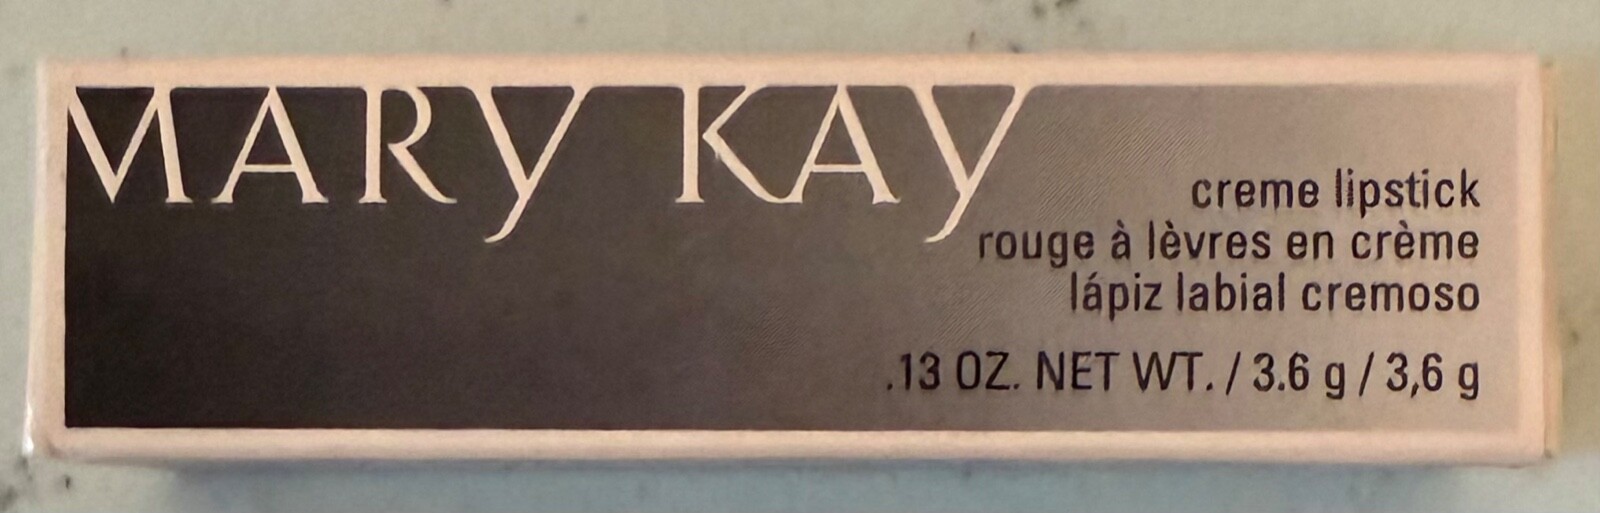 MARY KAY
creme lipstick
rouge à lèvres en crème
lápiz labial cremoso
.13 OZ. NET WT. / 3.6 g / 3,6 g